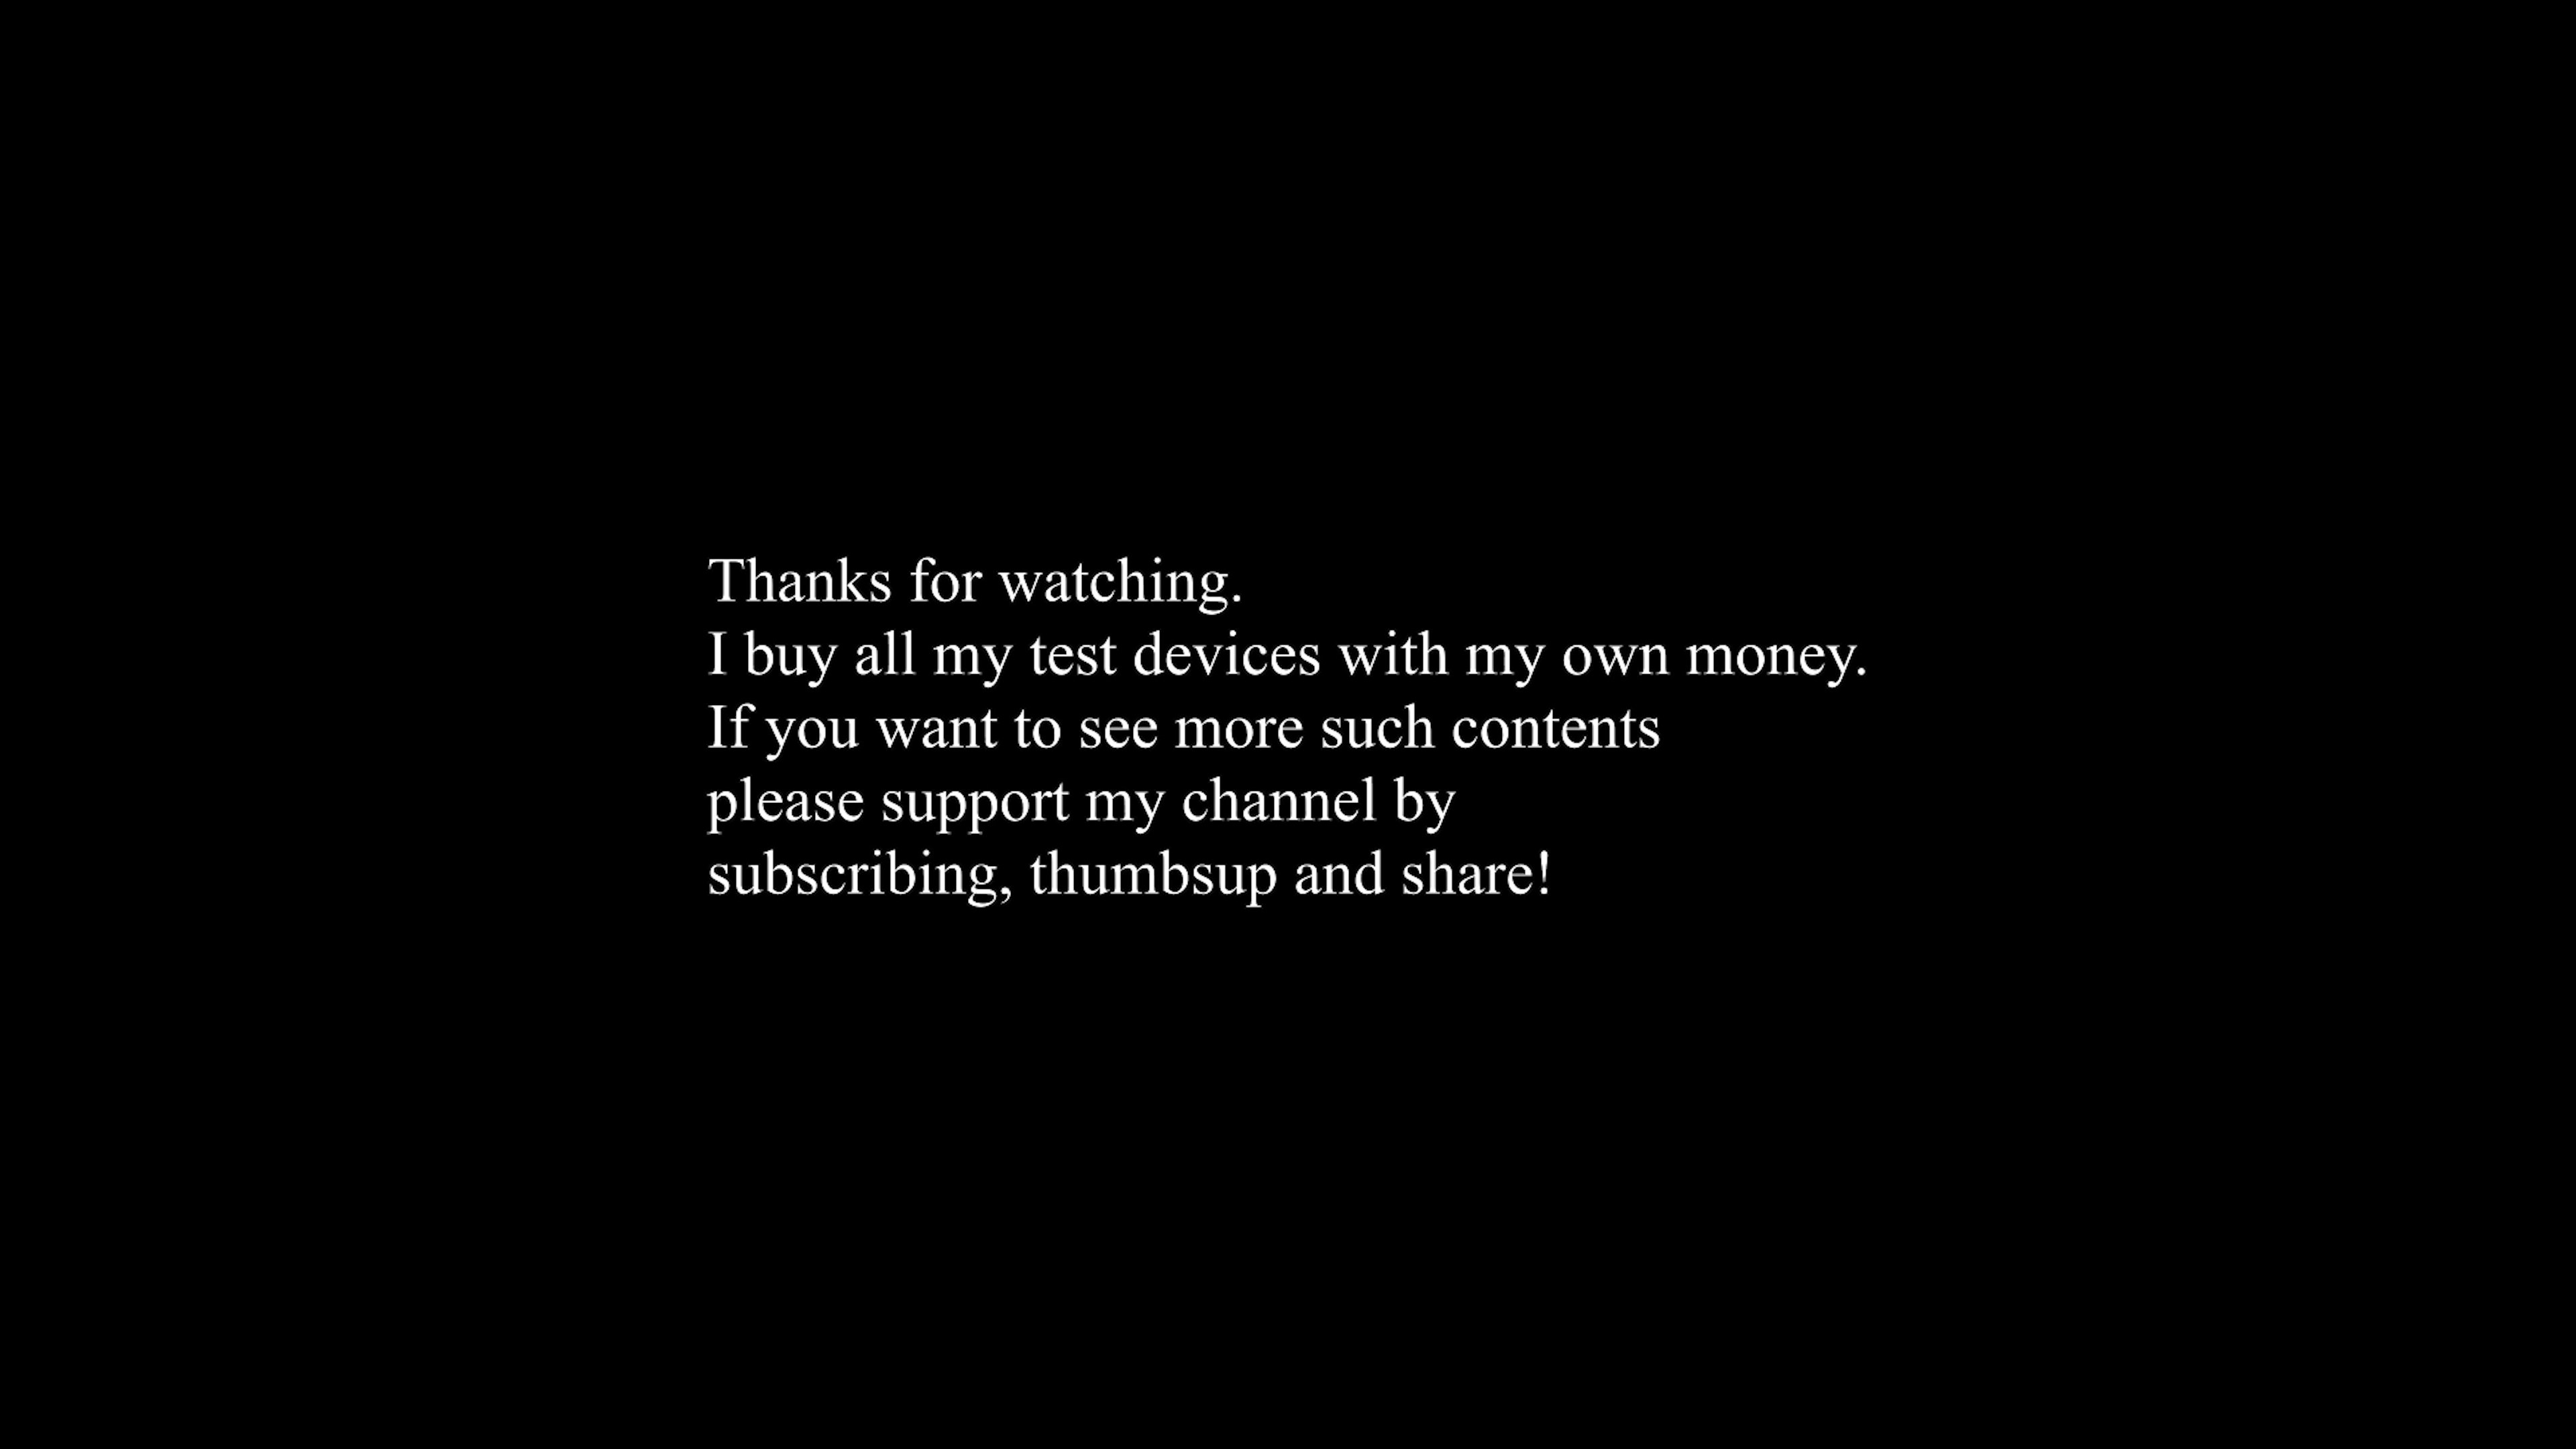 Thanks for watching.
I buy all my test devices with my own money.
If you want to see more such contents
please support my channel by
subscribing, thumbsup and share!